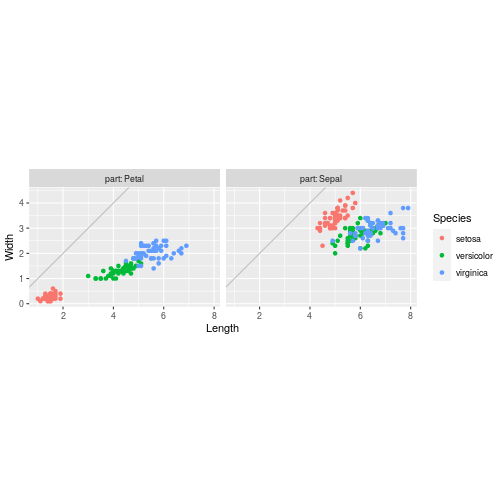 part: Petal
part: Sepal
4
3
2
1
0
2
4
6
8
2
4
6
8
Width
Length
Species
setosa
versicolor
virginica